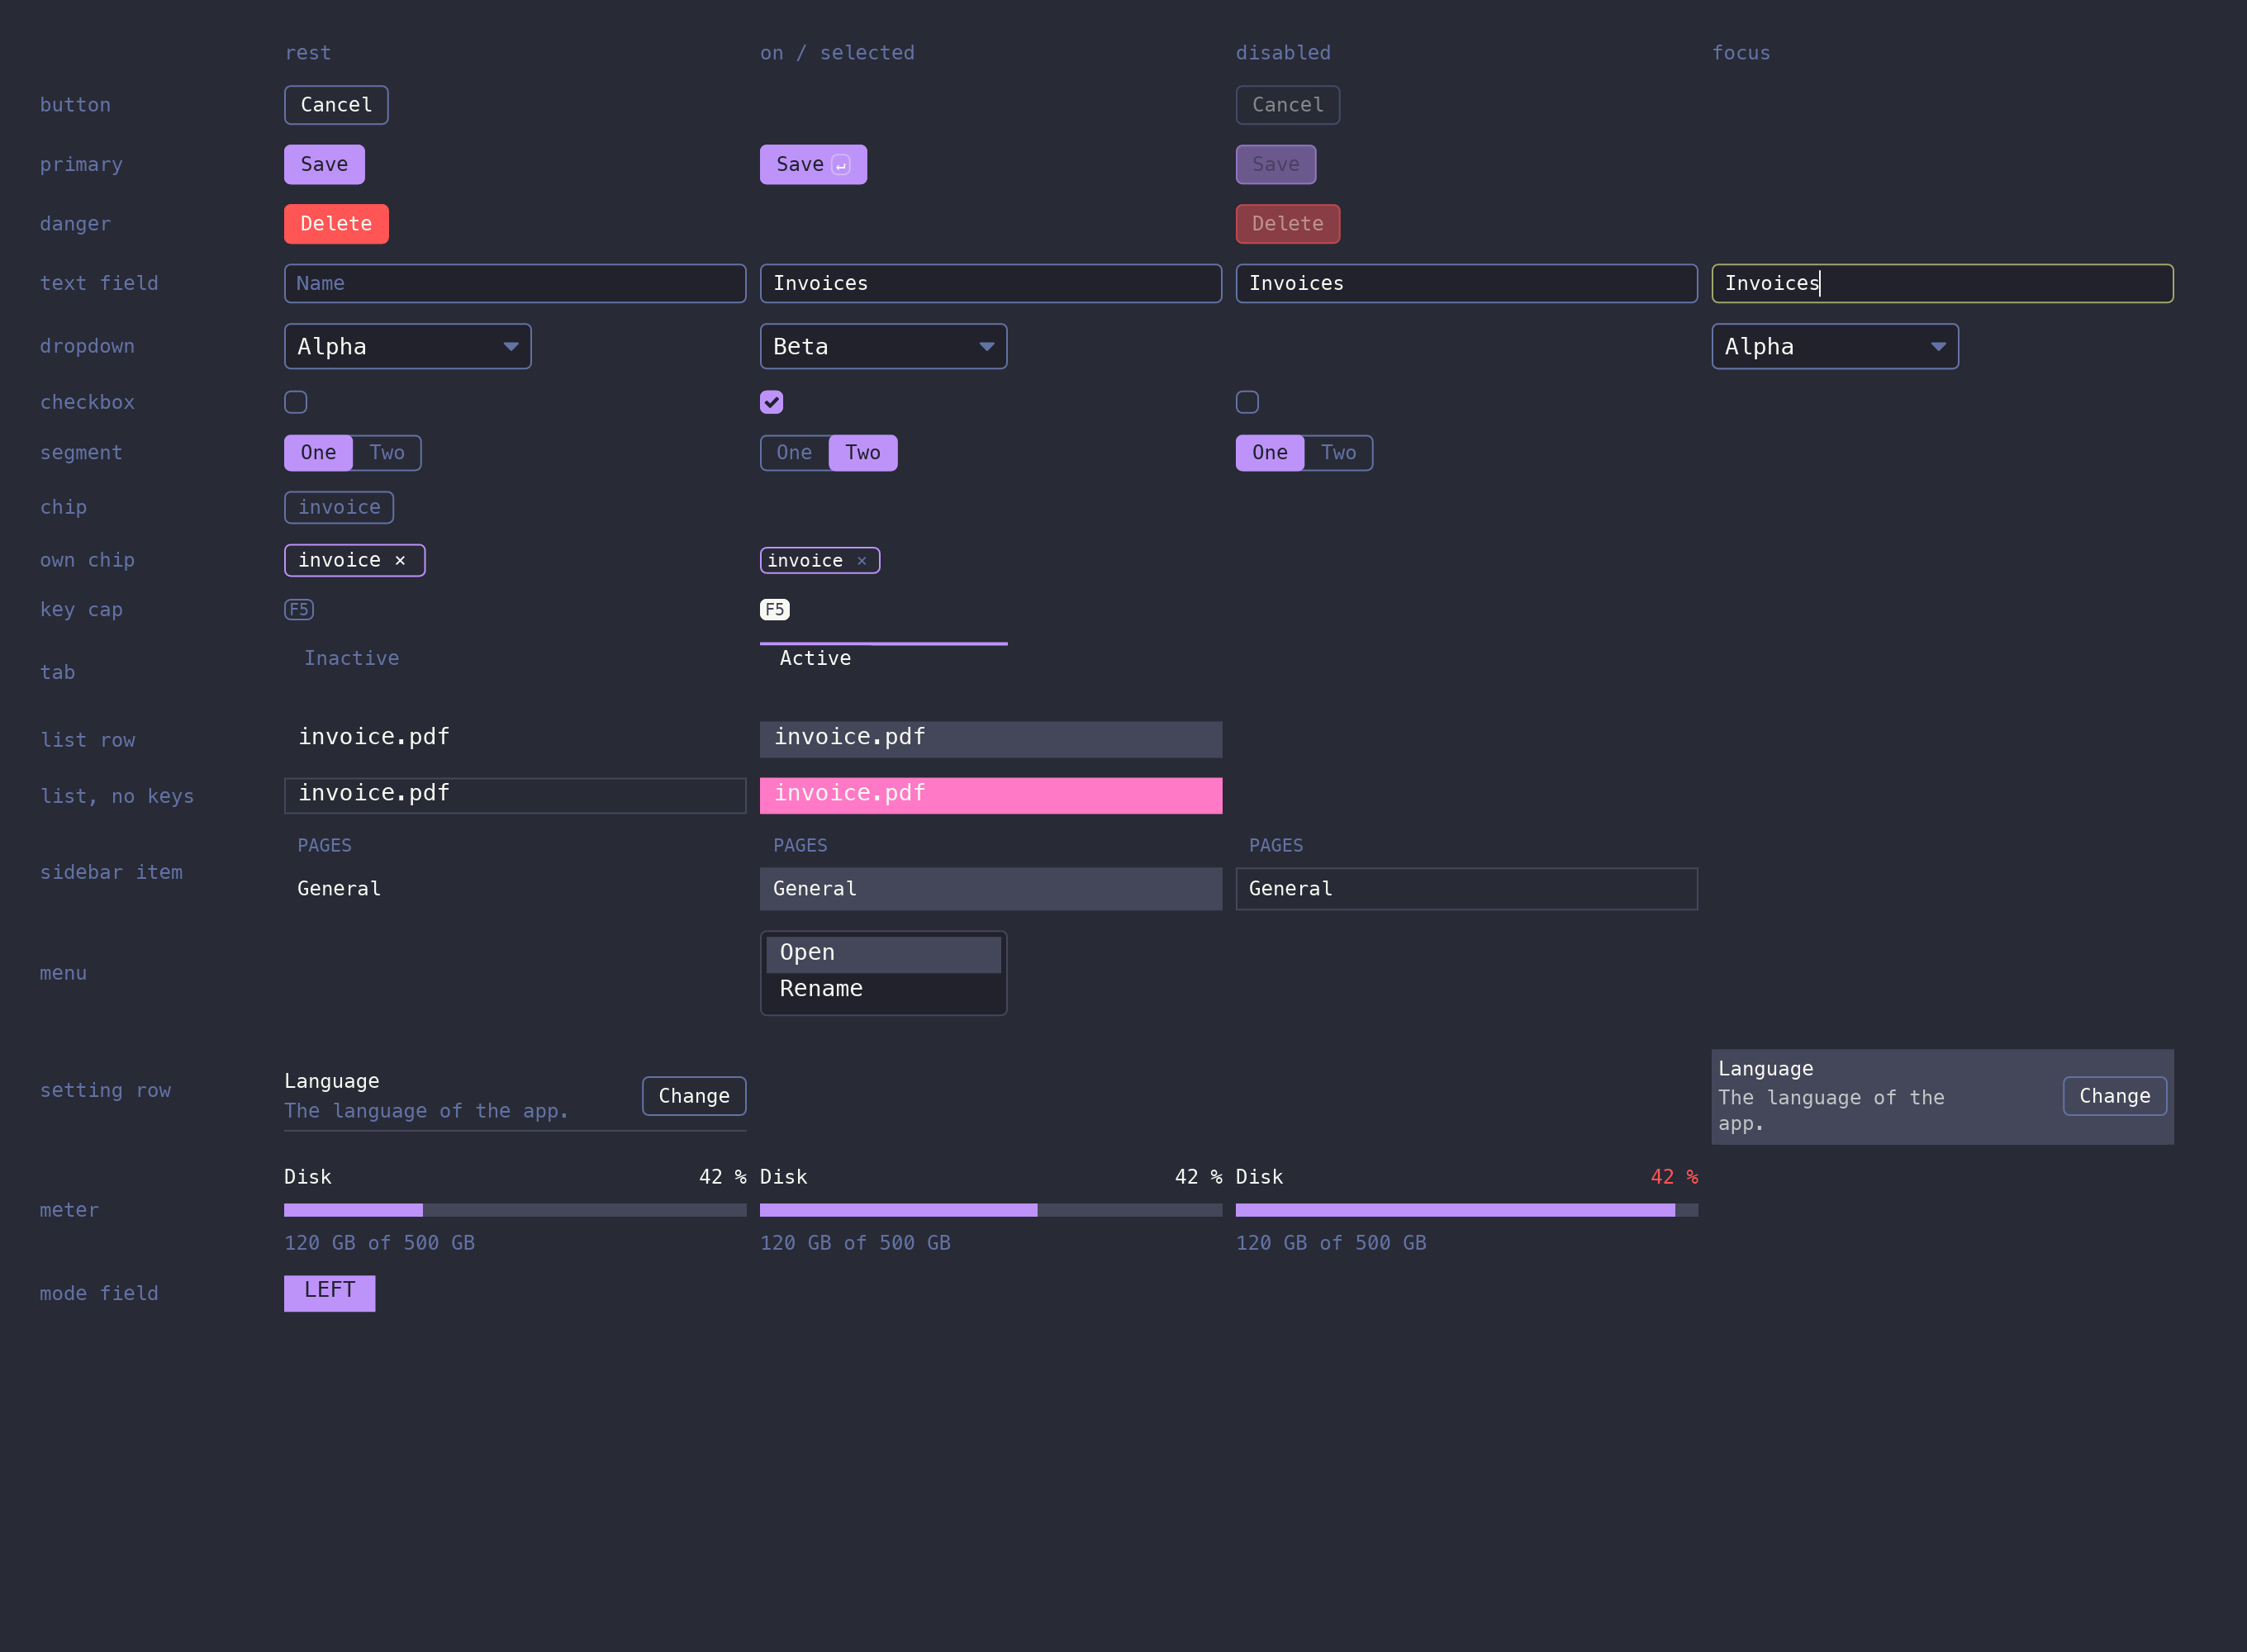 rest on / selected disabled focus
button Cancel Cancel
primary Save Save ↵ Save
danger Delete Delete
text field Name Invoices Invoices Invoices
dropdown Alpha Beta Alpha
checkbox
segment One Two One Two One Two
chip invoice
own chip invoice × invoice ×
key cap F5 F5
tab Inactive Active
list row invoice.pdf invoice.pdf
list, no keys invoice.pdf invoice.pdf
PAGES PAGES PAGES
sidebar item
General General General
Open
menu
Rename
setting row
Language
The language of the app.
Change
Language
The language of the
app.
Change
Disk 42 % Disk 42 % Disk 42 %
meter
120 GB of 500 GB 120 GB of 500 GB 120 GB of 500 GB
mode field LEFT